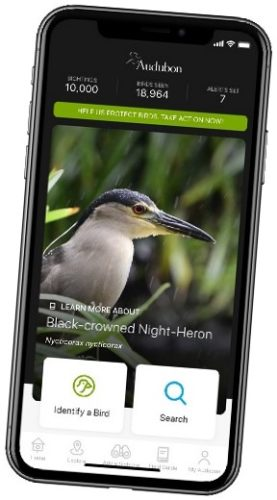 Audubon
SIGHTINGS BIRDS SEEN ALERTS SET
10,000 18,964 7
HELP US PROTECT BIRDS. TAKE ACTION NOW!
LEARN MORE ABOUT
Black-crowned Night-Heron
Nycticorax nycticorax
Identify a Bird Search
Explore My Audubon